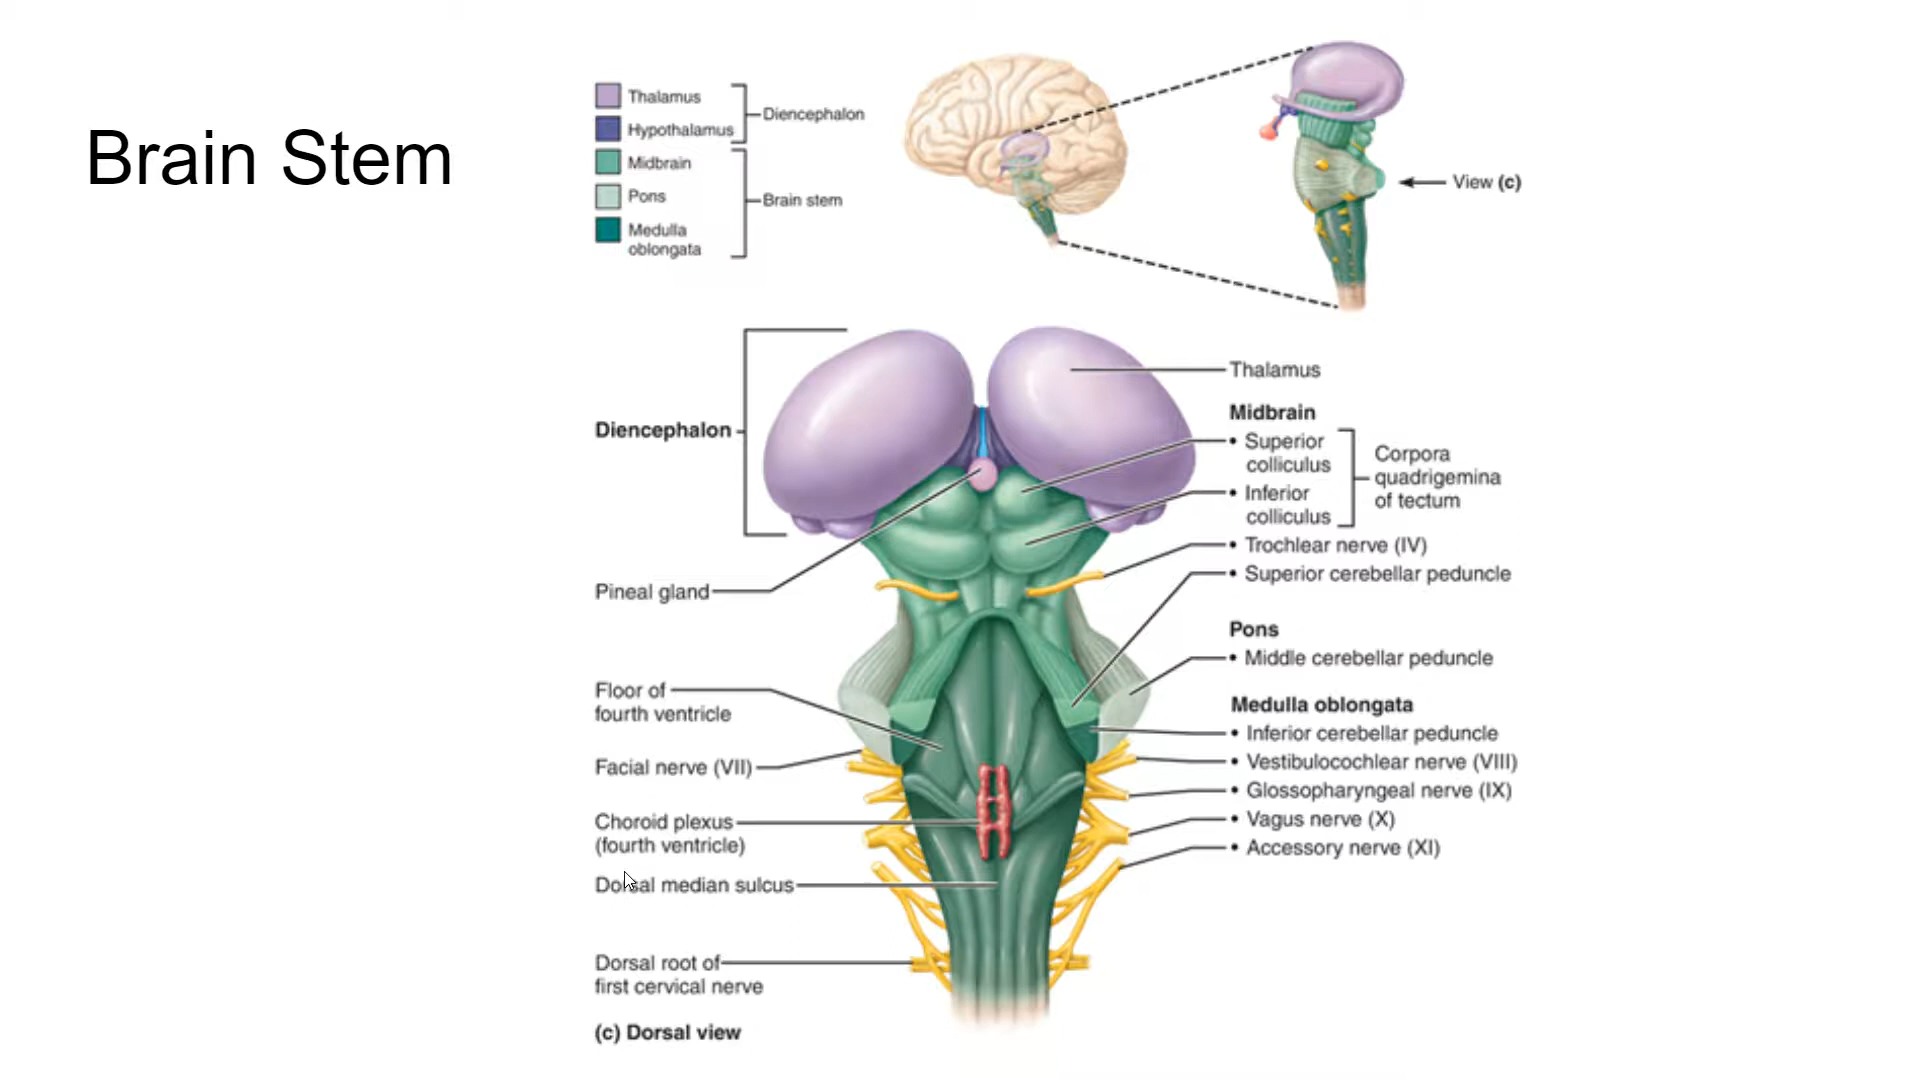 Brain Stem
Thalamus
Hypothalamus
Diencephalon
Midbrain
Pons
Medulla
oblongata
Brain stem
View (c)
Diencephalon
Pineal gland
Floor of
fourth ventricle
Facial nerve (VII)
Choroid plexus
(fourth ventricle)
Dorsal median sulcus
Dorsal root of
first cervical nerve
(c) Dorsal view
Thalamus
Midbrain
• Superior
colliculus
• Inferior
colliculus
Corpora
quadrigemina
of tectum
• Trochlear nerve (IV)
• Superior cerebellar peduncle
Pons
• Middle cerebellar peduncle
Medulla oblongata
• Inferior cerebellar peduncle
• Vestibulocochlear nerve (VIII)
• Glossopharyngeal nerve (IX)
• Vagus nerve (X)
• Accessory nerve (XI)